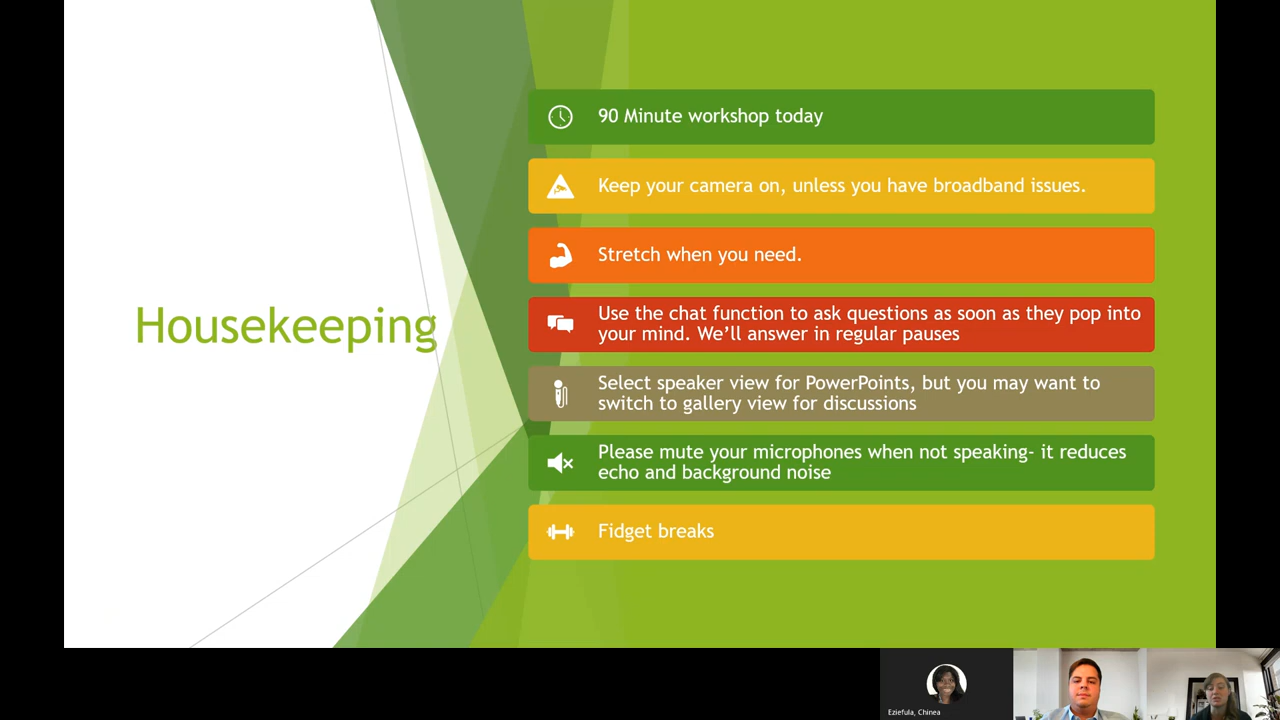 Housekeeping
90 Minute workshop today
Keep your camera on, unless you have broadband issues.
Stretch when you need.
Use the chat function to ask questions as soon as they pop into
your mind. We’ll answer in regular pauses
Select speaker view for PowerPoints, but you may want to
switch to gallery view for discussions
Please mute your microphones when not speaking- it reduces
echo and background noise
Fidget breaks
Eziefula, Chinea